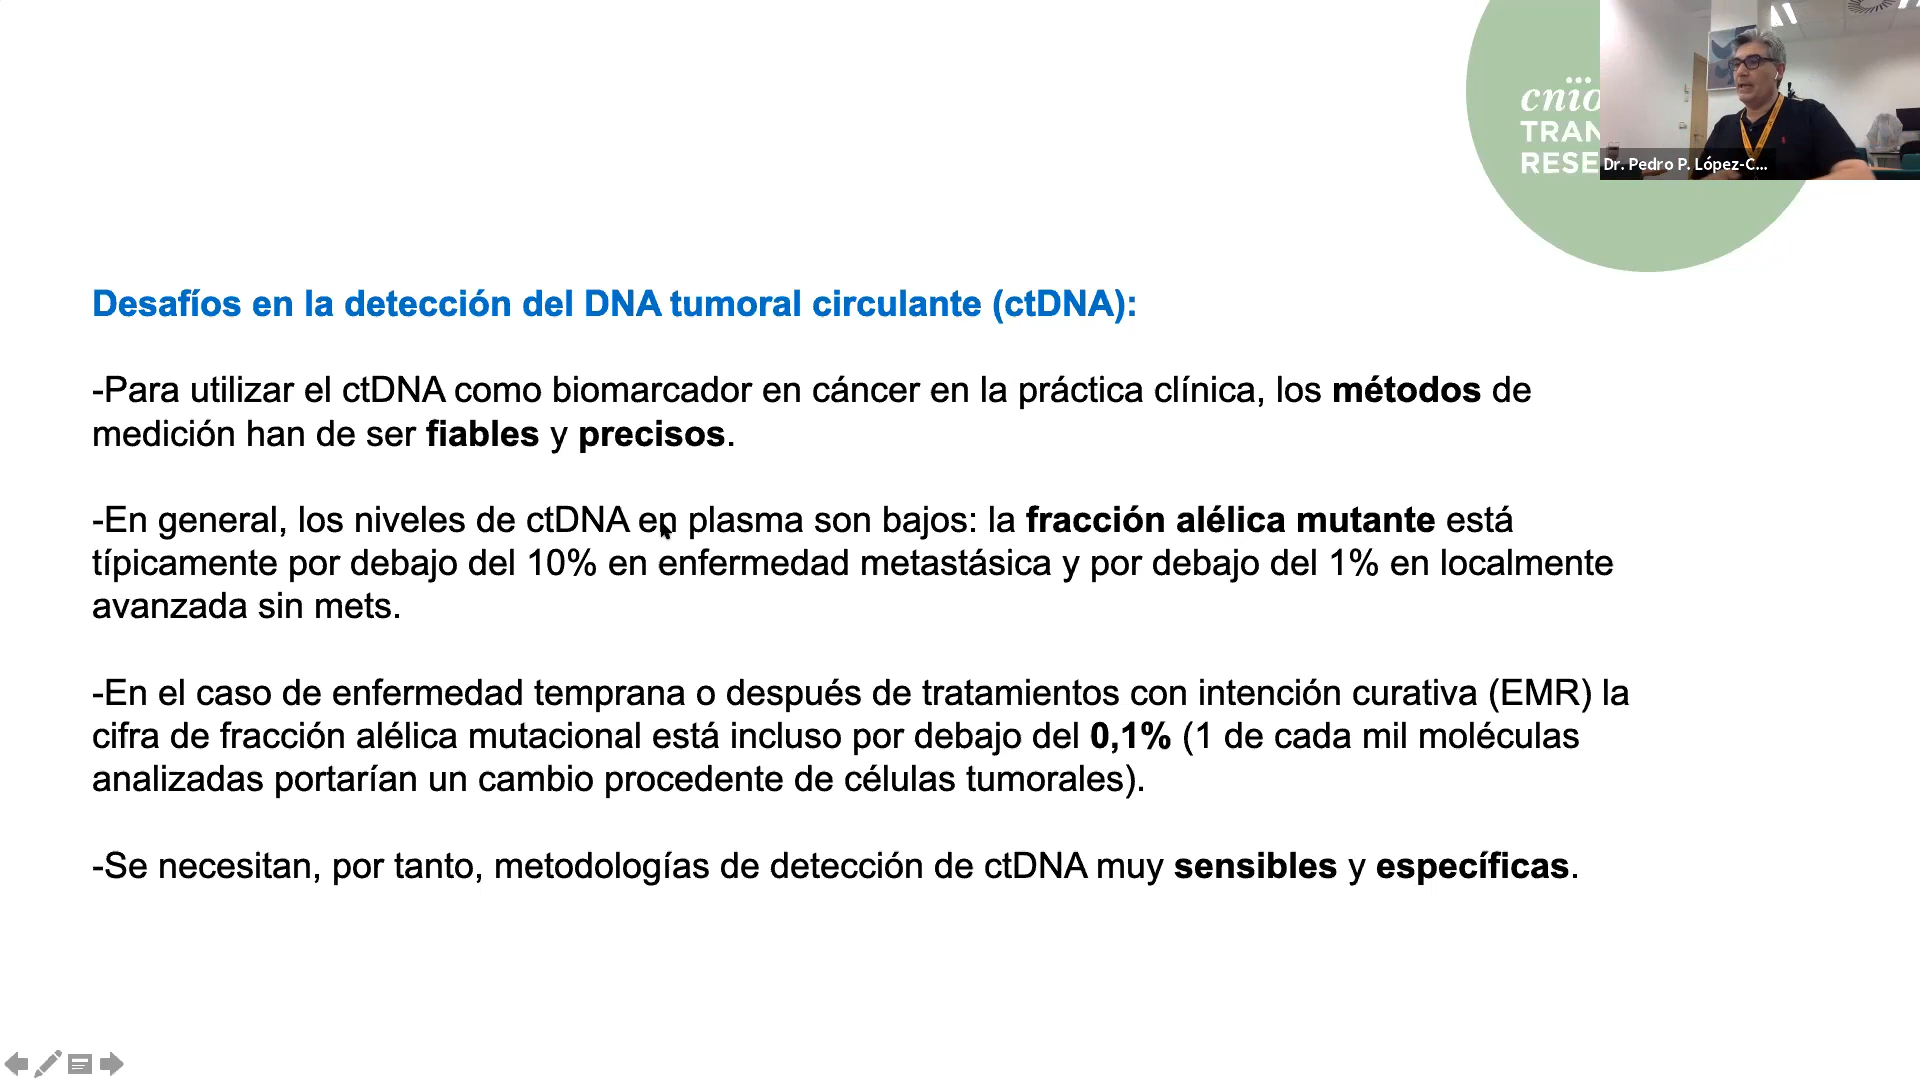 cnio
TRAN
RESE
Dr. Pedro P. López-C...
Desafíos en la detección del DNA tumoral circulante (ctDNA):
-Para utilizar el ctDNA como biomarcador en cáncer en la práctica clínica, los métodos de
medición han de ser fiables y precisos.
-En general, los niveles de ctDNA en plasma son bajos: la fracción alélica mutante está
típicamente por debajo del 10% en enfermedad metastásica y por debajo del 1% en localmente
avanzada sin mets.
-En el caso de enfermedad temprana o después de tratamientos con intención curativa (EMR) la
cifra de fracción alélica mutacional está incluso por debajo del 0,1% (1 de cada mil moléculas
analizadas portarían un cambio procedente de células tumorales).
-Se necesitan, por tanto, metodologías de detección de ctDNA muy sensibles y específicas.